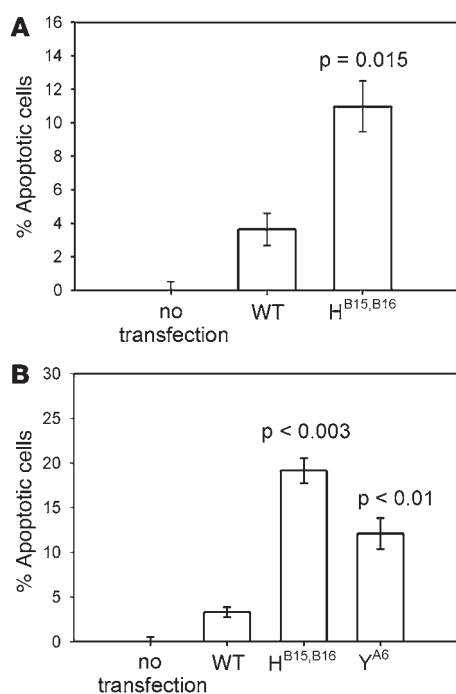 A
% Apoptotic cells
16
14
12
10
8
6
4
2
0
p = 0.015
no
transfection
WT
H^B15,B16
B
% Apoptotic cells
30
25
20
15
10
5
0
p < 0.003
p < 0.01
no
transfection
WT
H^B15,B16
Y^A6